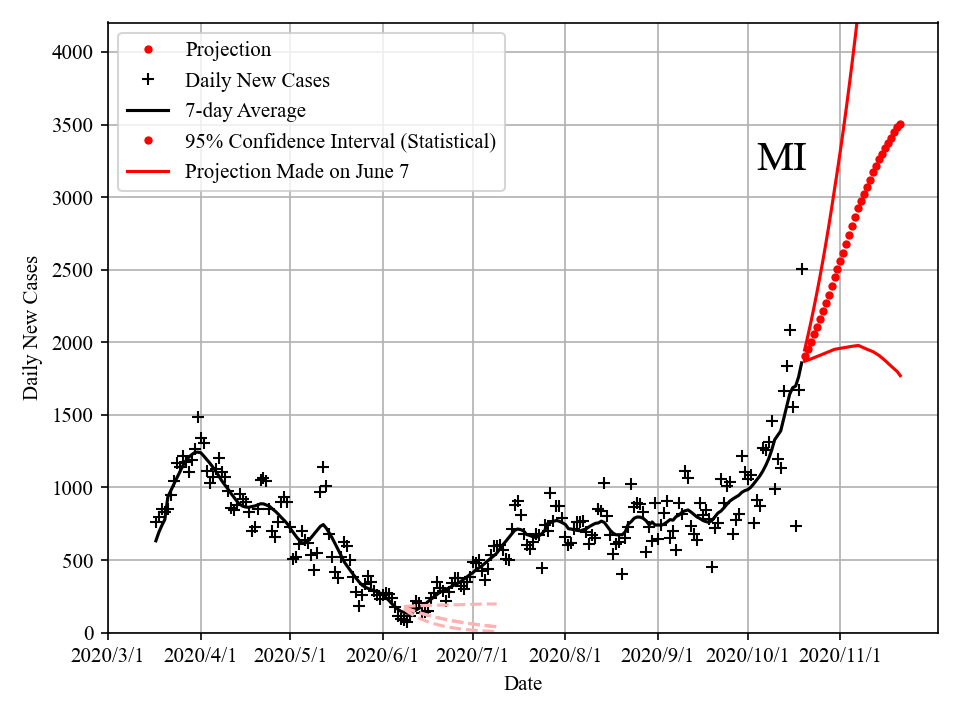 4000
3500
3000
2500
2000
1500
1000
500
0
Daily New Cases
Projection
Daily New Cases
7-day Average
95% Confidence Interval (Statistical)
Projection Made on June 7
MI
2020/3/1 2020/4/1 2020/5/1 2020/6/1 2020/7/1 2020/8/1 2020/9/1 2020/10/1 2020/11/1
Date